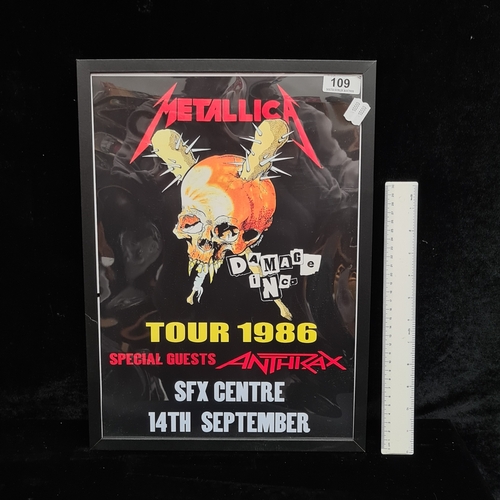 109
METALLICA
DAMAGe
iNc.
TOUR 1986
SPECIAL GUESTS ANTHRAX
SFX CENTRE
14TH SEPTEMBER